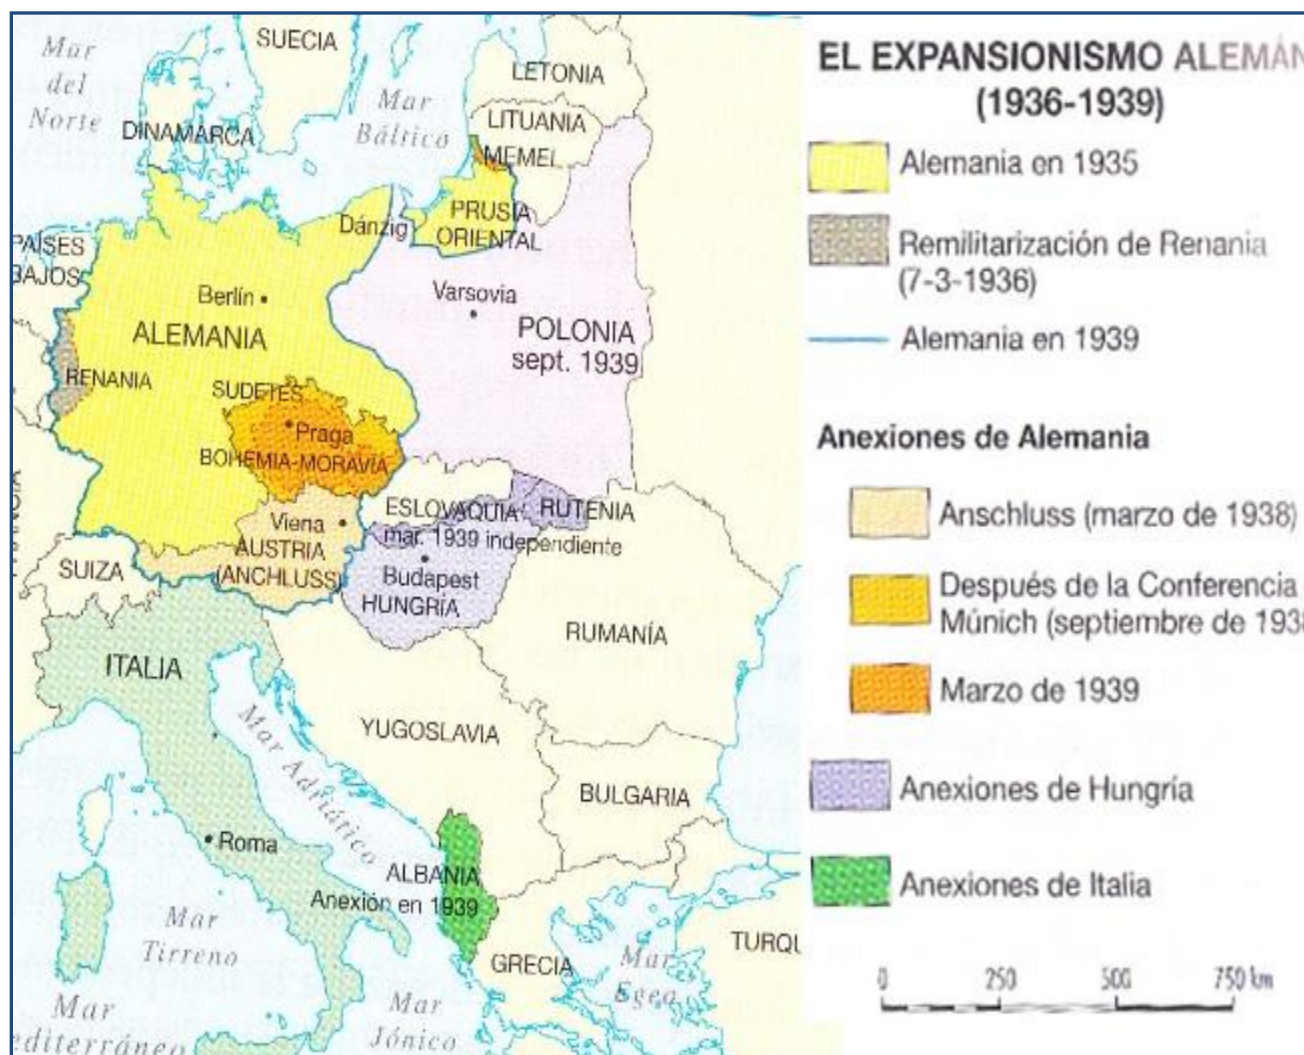 Mar
del
Norte
SUECIA
DINAMARCA
Mar
Báltico
LETONIA
LITUANIA
MEMEL
PRUSIA
ORIENTAL
Dánzig
PAÍSES
BAJOS
Berlín
ALEMANIA
Varsovia
POLONIA
sept. 1939
RENANIA
SUDETES
Praga
BOHEMIA-MORAVIA
ESLOVAQUIA
RUTENIA
mar. 1939 independiente
Viena
AUSTRIA
(ANCHLUSS)
Budapest
HUNGRÍA
SUIZA
RUMANÍA
ITALIA
Mar Adriático
YUGOSLAVIA
BULGARIA
Roma
ALBANIA
Anexión en 1939
Mar
Tirreno
GRECIA
Mar
Egeo
TURQU
Mar
Jónico
Mar
editerráneo
EL EXPANSIONISMO ALEMÁN
(1936-1939)
Alemania en 1935
Remilitarización de Renania
(7-3-1936)
Alemania en 1939
Anexiones de Alemania
Anschluss (marzo de 1938)
Después de la Conferencia
Múnich (septiembre de 1938
Marzo de 1939
Anexiones de Hungría
Anexiones de Italia
0 250 500 750 km